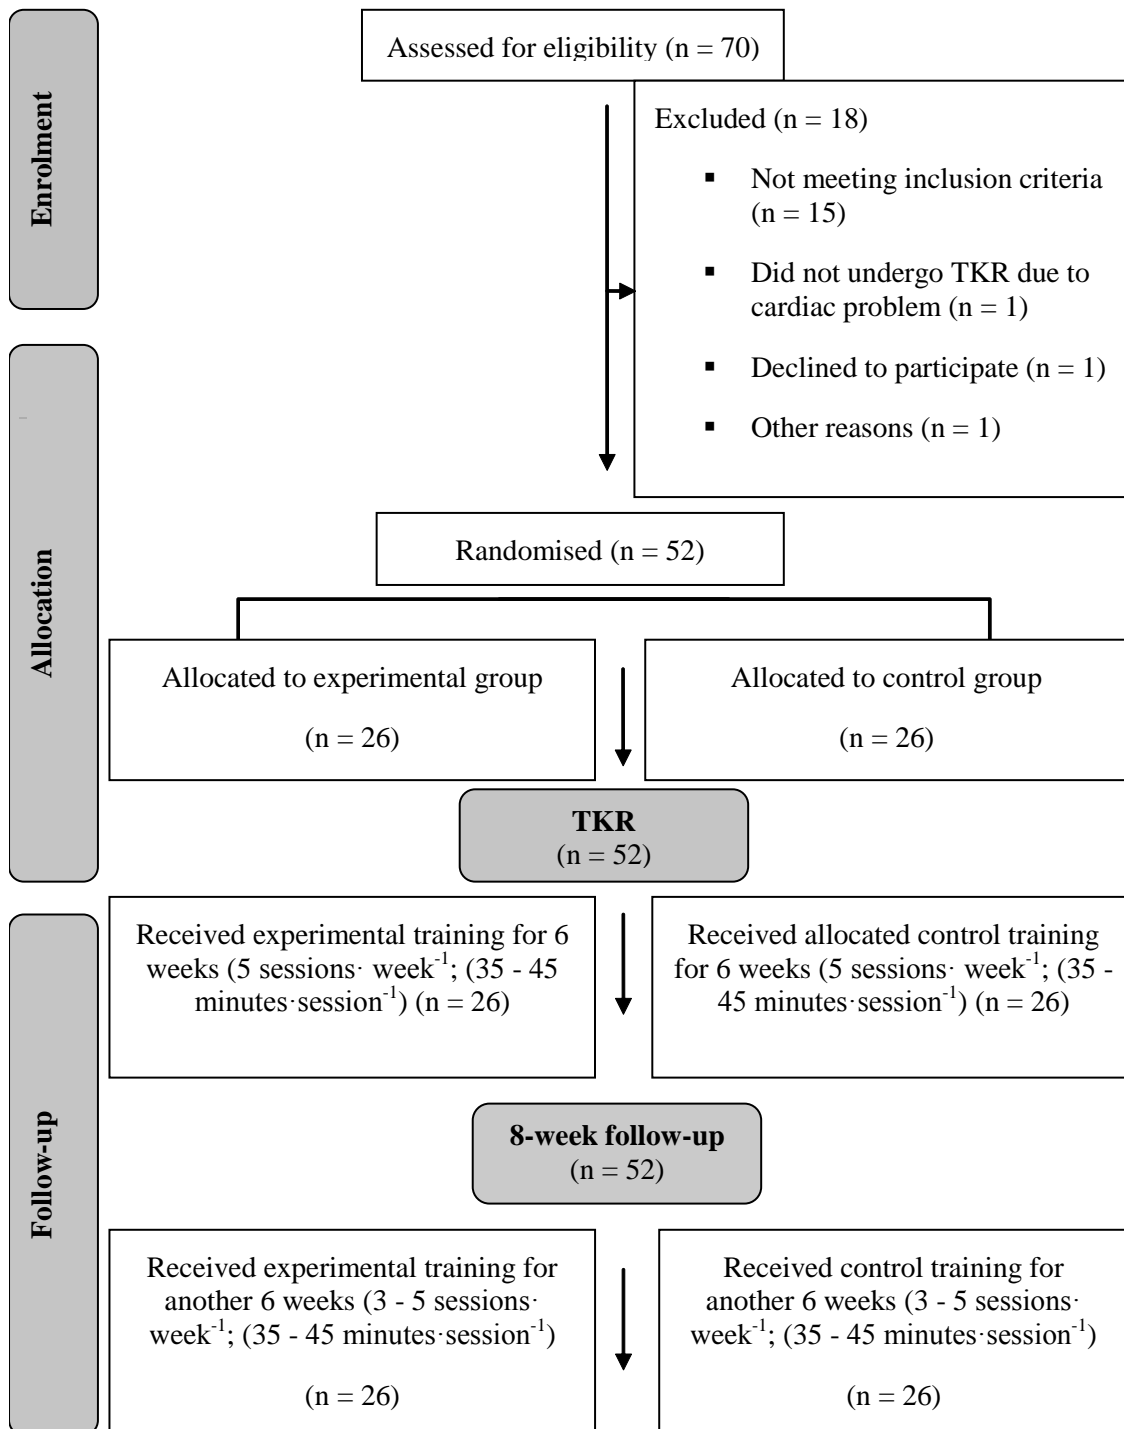 Enrolment
Assessed for eligibility (n = 70)
Excluded (n = 18)
▪ Not meeting inclusion criteria
(n = 15)
▪ Did not undergo TKR due to
cardiac problem (n = 1)
▪ Declined to participate (n = 1)
▪ Other reasons (n = 1)
Allocation
Randomised (n = 52)
Allocated to experimental group
(n = 26)
Allocated to control group
(n = 26)
TKR
(n = 52)
Follow-up
Received experimental training for 6
weeks (5 sessions· week⁻¹; (35 - 45
minutes·session⁻¹) (n = 26)
Received allocated control training
for 6 weeks (5 sessions· week⁻¹; (35 -
45 minutes·session⁻¹) (n = 26)
8-week follow-up
(n = 52)
Received experimental training for
another 6 weeks (3 - 5 sessions·
week⁻¹; (35 - 45 minutes·session⁻¹)
(n = 26)
Received control training for
another 6 weeks (3 - 5 sessions·
week⁻¹; (35 - 45 minutes·session⁻¹)
(n = 26)